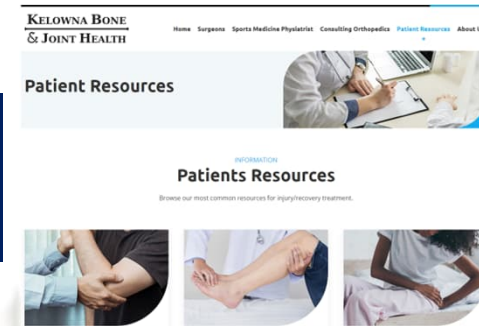 KELOWNA BONE
& JOINT HEALTH
Home Surgeons Sports Medicine Physiatrist Consulting Orthopedics Patient Resources About
Patient Resources
INFORMATION
Patients Resources
Browse our most common resources for injury/recovery treatment.